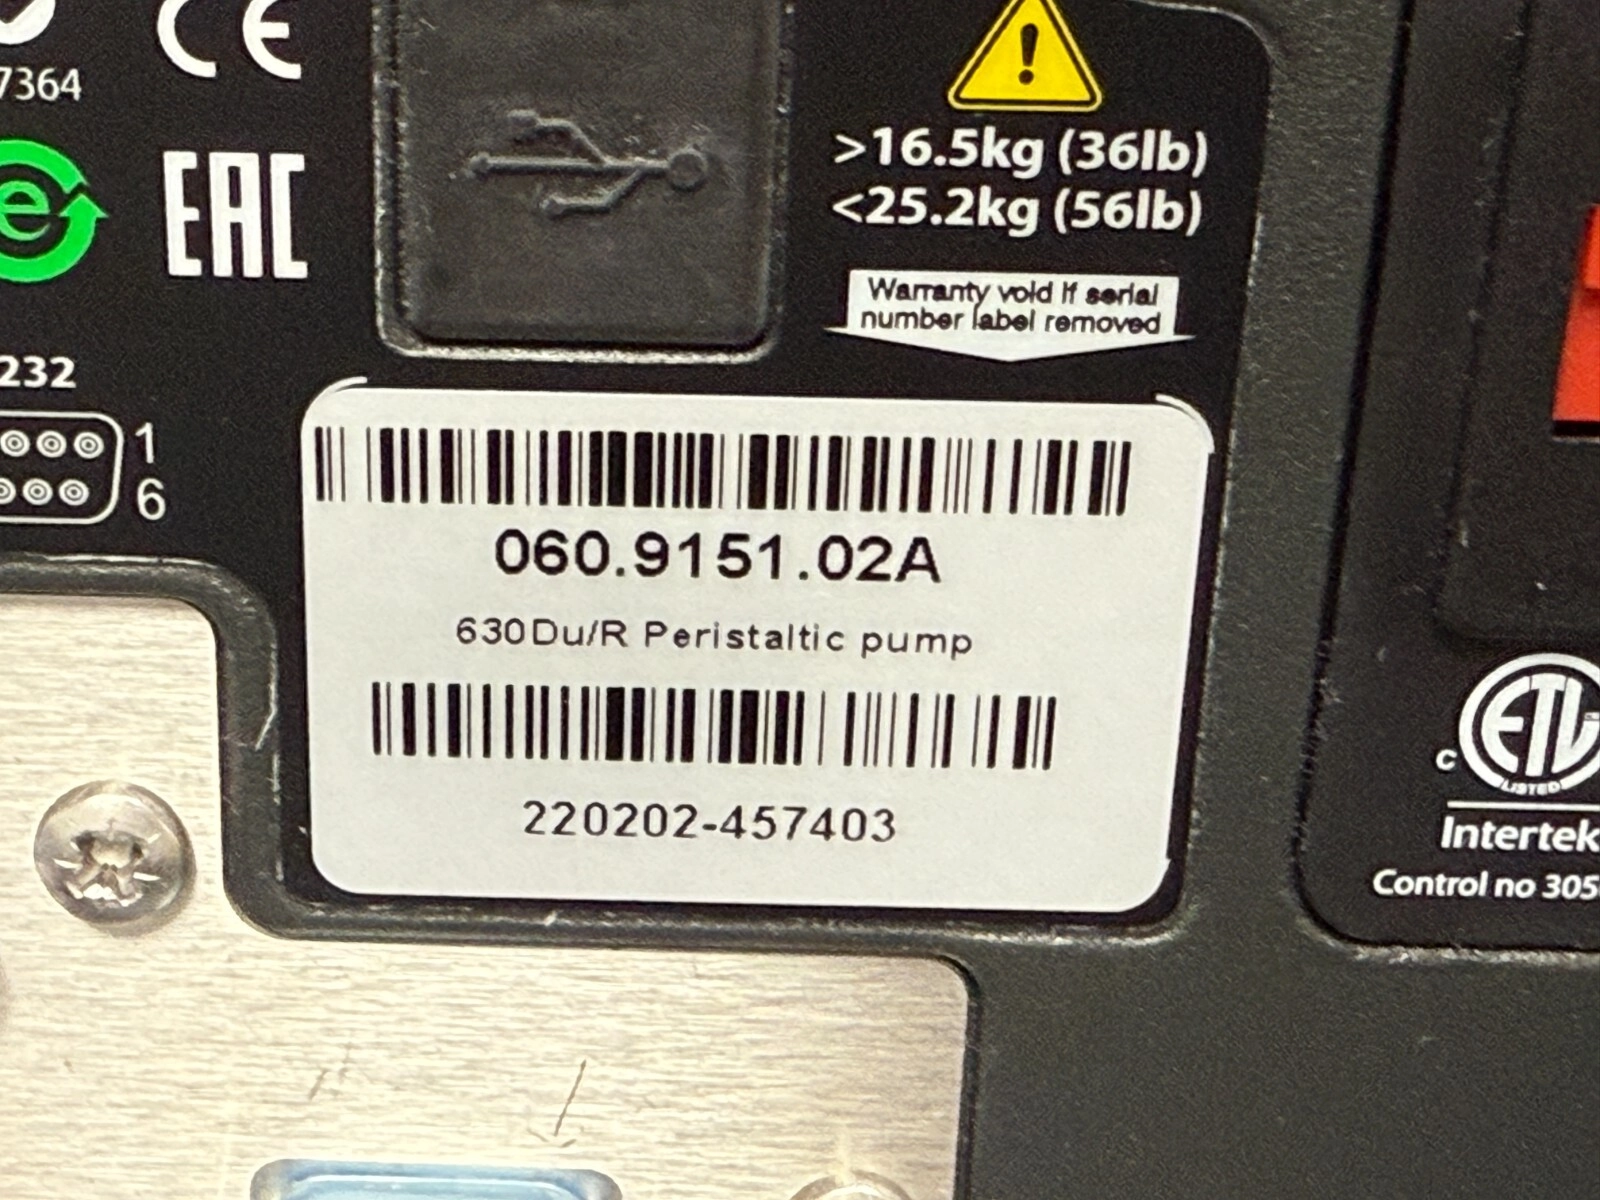 7364
CE
e
EAC
>16.5kg (36lb)
<25.2kg (56lb)
Warranty void if serial
number label removed
232
1
6
060.9151.02A
630Du/R Peristaltic pump
220202-457403
c
ETL
LISTED
Intertek
Control no 305